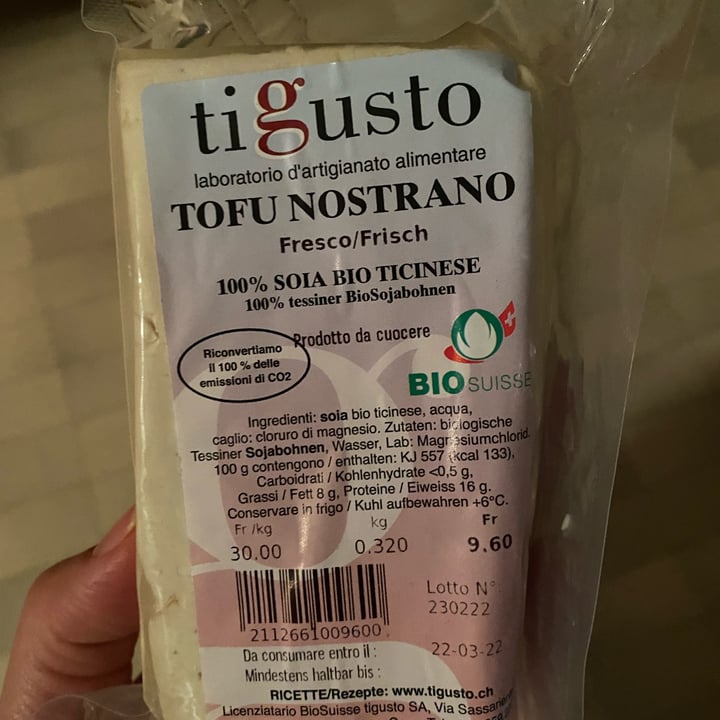 tigusto
laboratorio d'artigianato alimentare
TOFU NOSTRANO
Fresco/Frisch
100% SOIA BIO TICINESE
100% tessiner BioSojabohnen
Prodotto da cuocere
Riconvertiamo
il 100 % delle
emissioni di CO2
BIO SUISSE
Ingredienti: soia bio ticinese, acqua,
caglio: cloruro di magnesio. Zutaten: biologische
Tessiner Sojabohnen, Wasser, Lab: Magnesiumchlorid.
100 g contengono / enthalten: KJ 557 (kcal 133),
Carboidrati / Kohlenhydrate <0,5 g,
Grassi / Fett 8 g, Proteine / Eiweiss 16 g.
Conservare in frigo / Kuhl aufbewahren +6°C.
Fr /kg kg Fr
30.00 0.320 9.60
Lotto N°
230222
2112661009600
Da consumare entro il : 22-03-22
Mindestens haltbar bis :
RICETTE/Rezepte: www.tigusto.ch
Licenziatario BioSuisse tigusto SA, Via